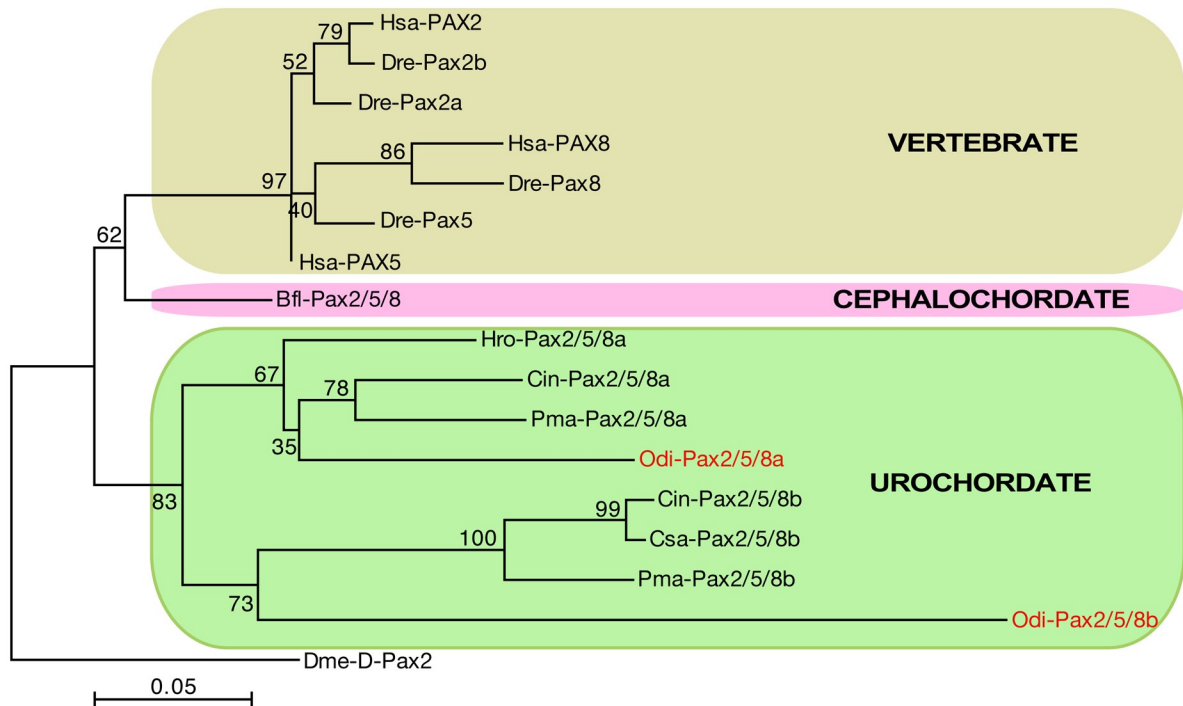 79
Hsa-PAX2
52
Dre-Pax2b
Dre-Pax2a
86
Hsa-PAX8
VERTEBRATE
97
Dre-Pax8
40
Dre-Pax5
62
Hsa-PAX5
Bfl-Pax2/5/8
CEPHALOCHORDATE
Hro-Pax2/5/8a
67
78
Cin-Pax2/5/8a
Pma-Pax2/5/8a
35
Odi-Pax2/5/8a
UROCHORDATE
83
99
Cin-Pax2/5/8b
100
Csa-Pax2/5/8b
Pma-Pax2/5/8b
73
Odi-Pax2/5/8b
Dme-D-Pax2
0.05